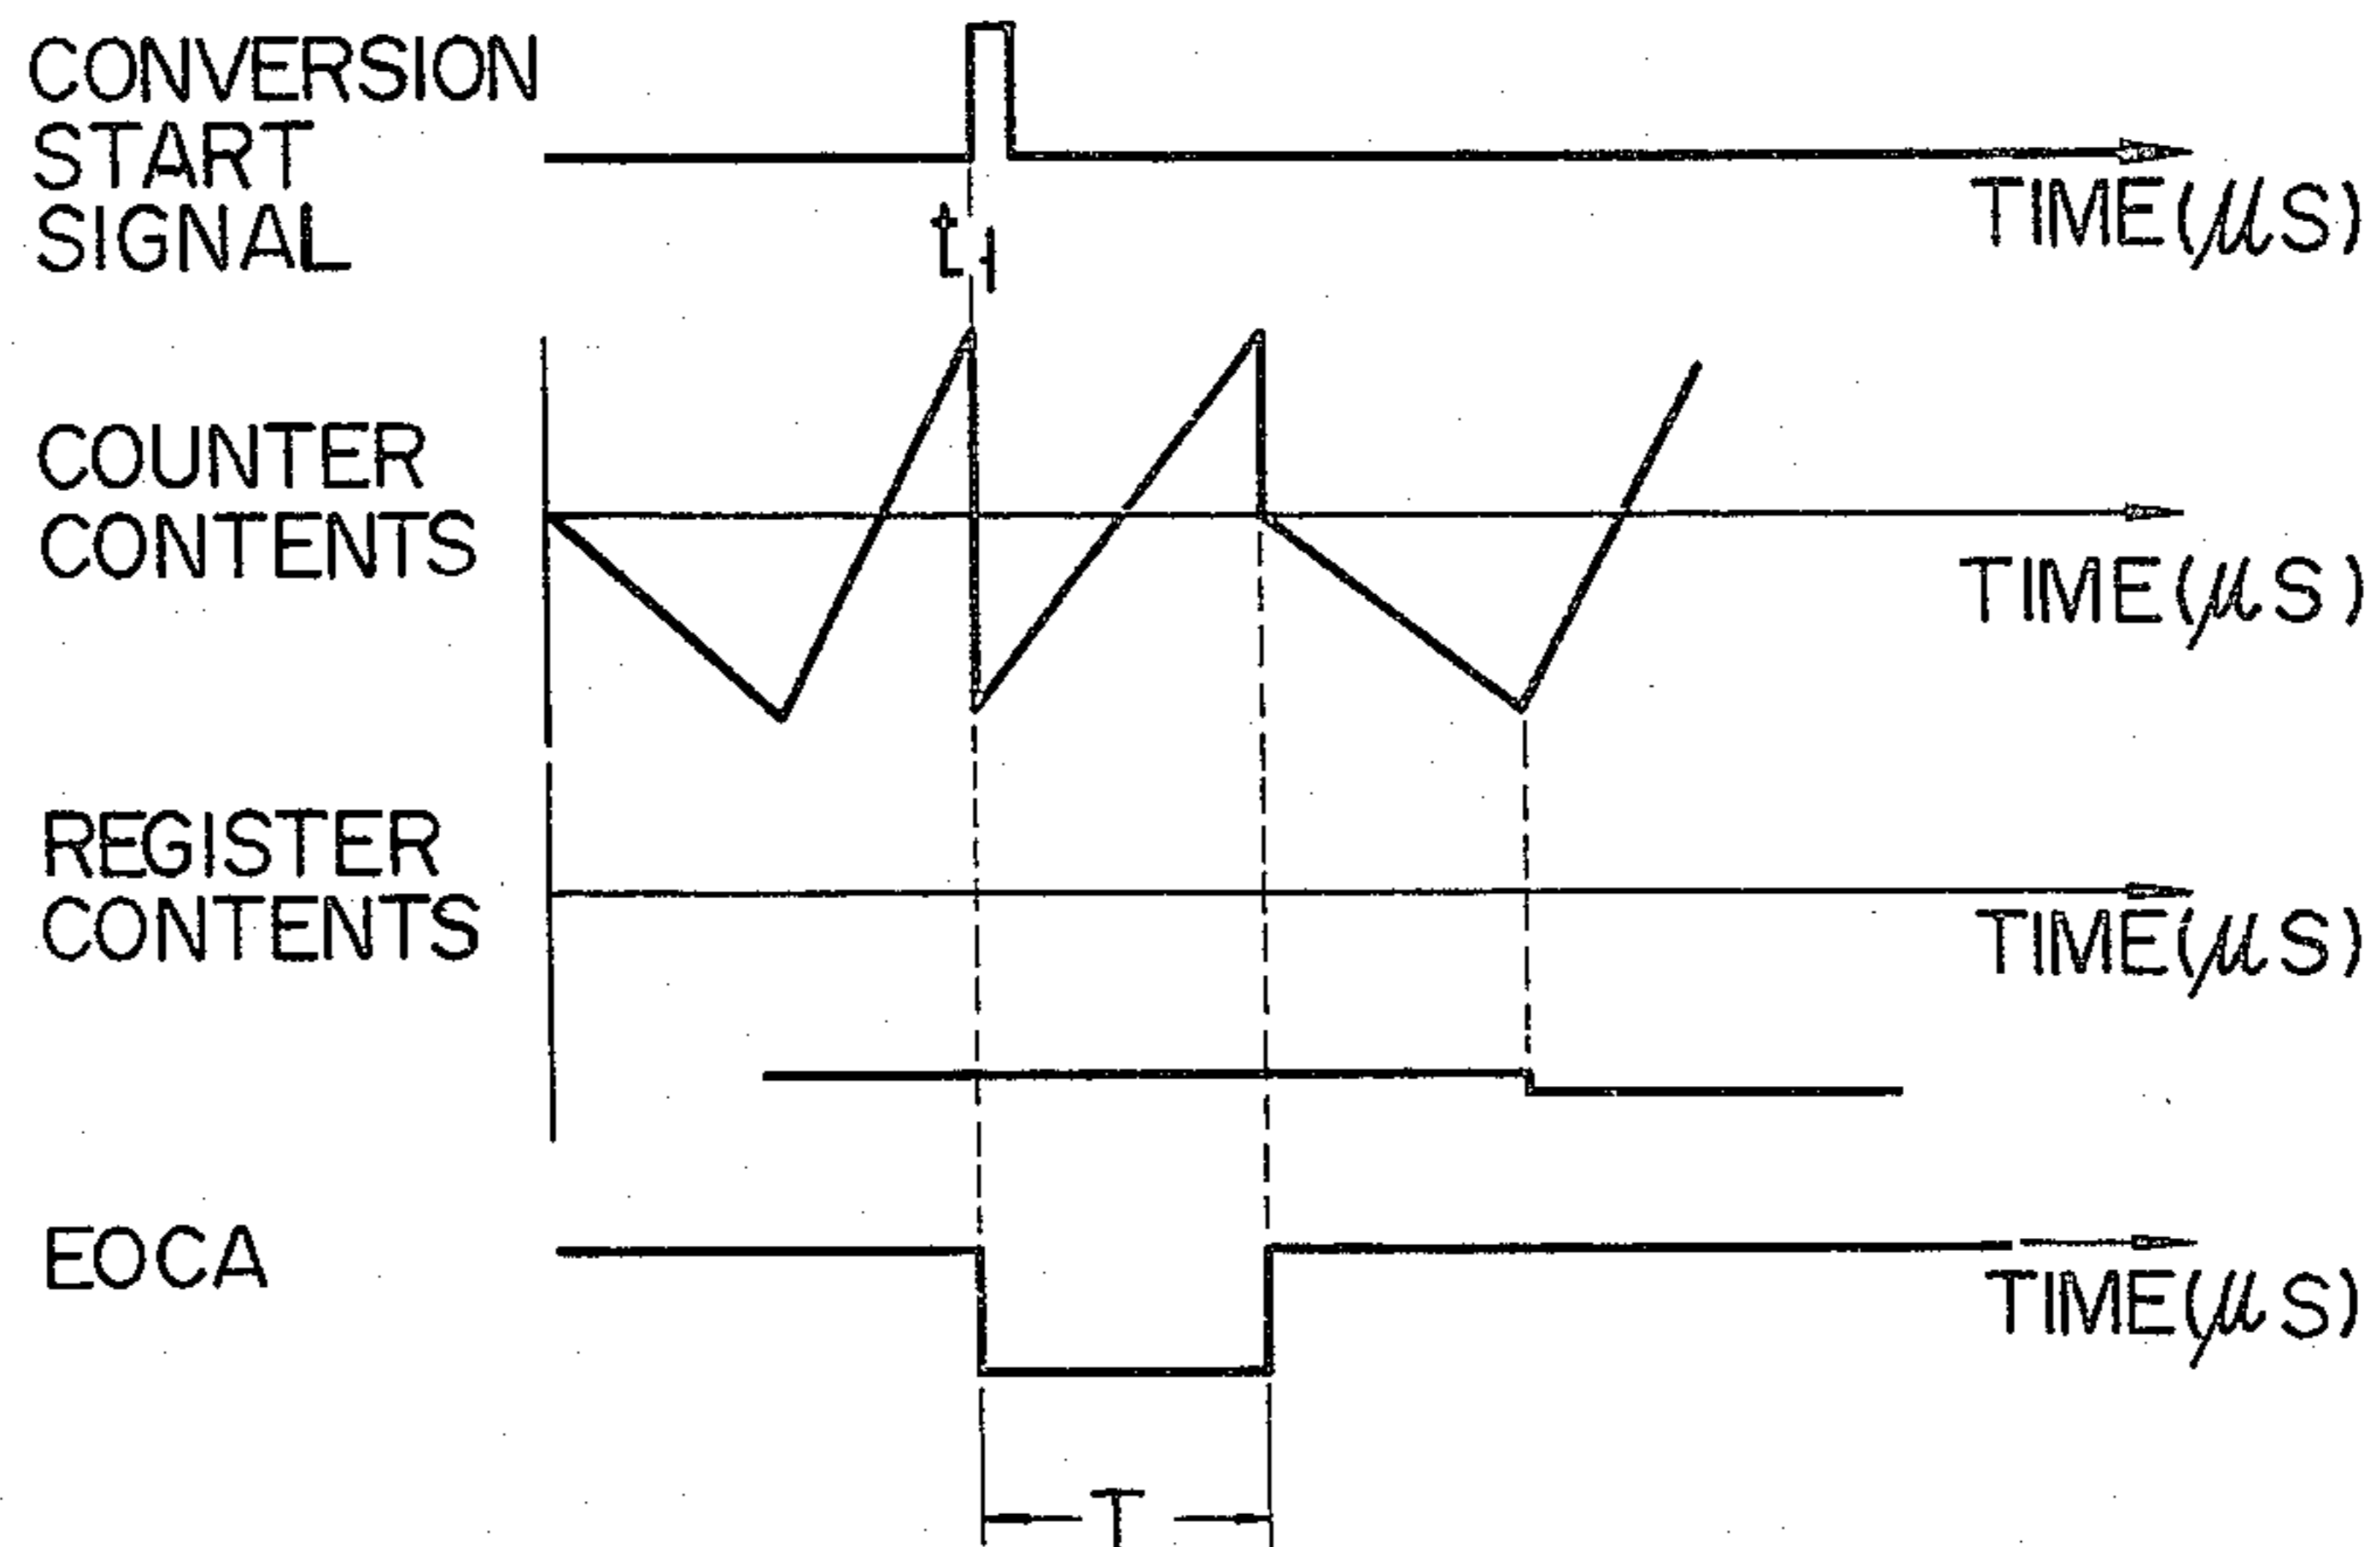 CONVERSION
START
SIGNAL
TIME(μS)
t1
COUNTER
CONTENTS
TIME(μS)
REGISTER
CONTENTS
TIME(μS)
EOCA
TIME(μS)
T